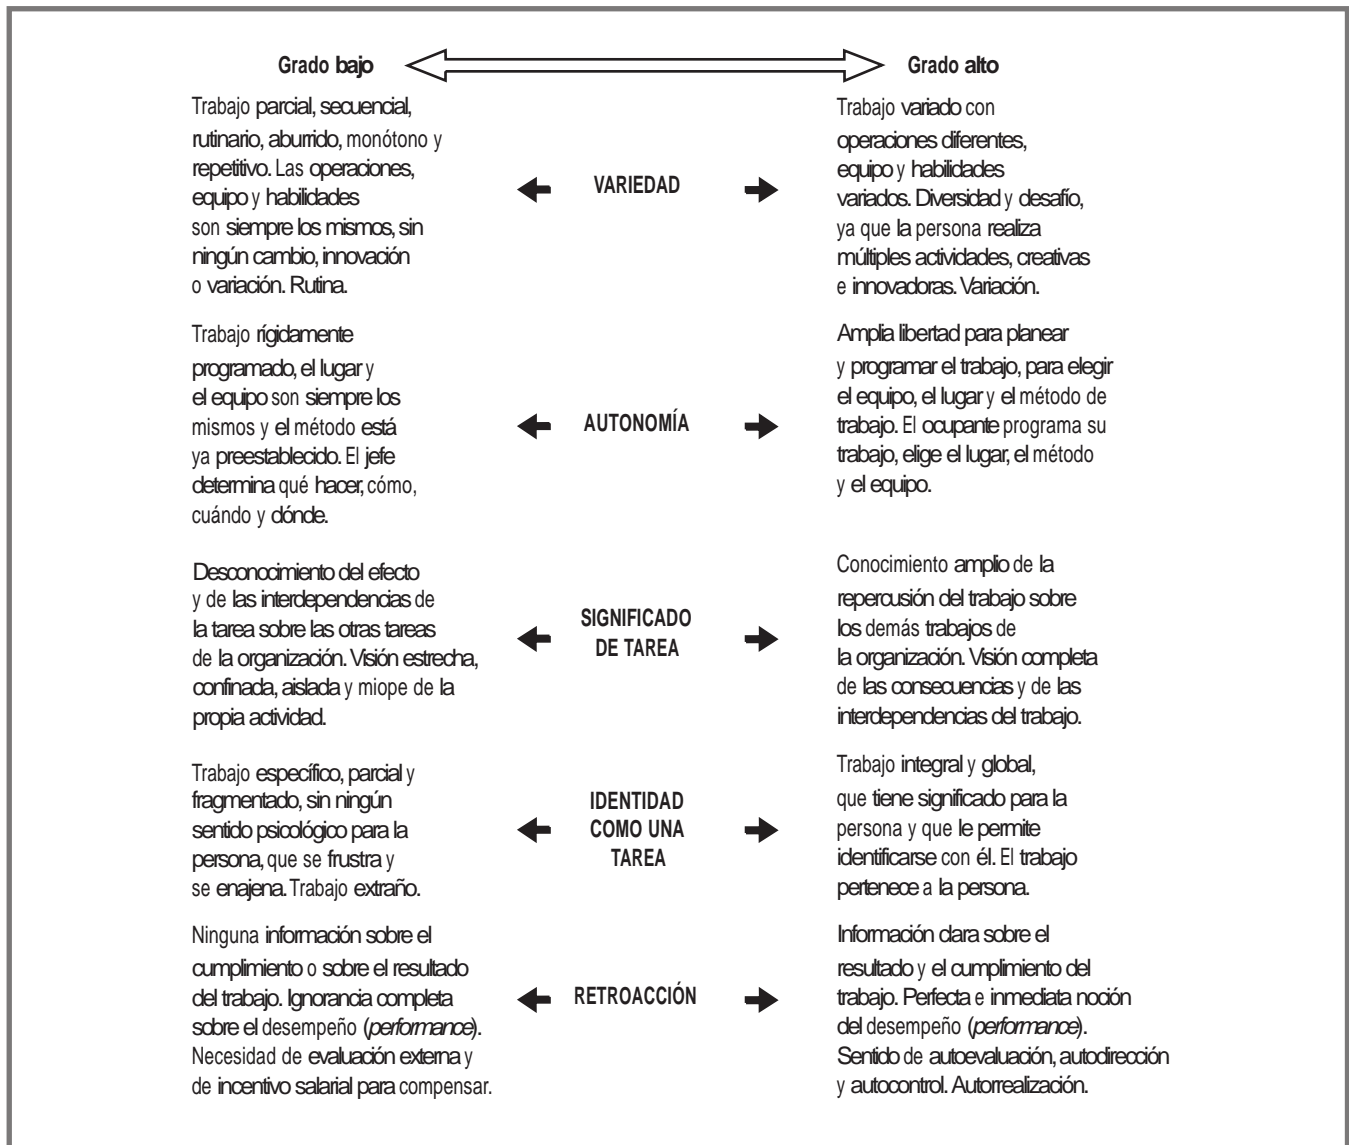 Grado bajo
Grado alto
Trabajo parcial, secuencial,
rutinario, aburrido, monótono y
repetitivo. Las operaciones,
equipo y habilidades
son siempre los mismos, sin
ningún cambio, innovación
o variación. Rutina.
VARIEDAD
Trabajo variado con
operaciones diferentes,
equipo y habilidades
variados. Diversidad y desafío,
ya que la persona realiza
múltiples actividades, creativas
e innovadoras. Variación.
Trabajo rígidamente
programado, el lugar y
el equipo son siempre los
mismos y el método está
ya preestablecido. El jefe
determina qué hacer, cómo,
cuándo y dónde.
AUTONOMÍA
Amplia libertad para planear
y programar el trabajo, para elegir
el equipo, el lugar y el método de
trabajo. El ocupante programa su
trabajo, elige el lugar, el método
y el equipo.
Desconocimiento del efecto
y de las interdependencias de
la tarea sobre las otras tareas
de la organización. Visión estrecha,
confinada, aislada y miope de la
propia actividad.
SIGNIFICADO
DE TAREA
Conocimiento amplio de la
repercusión del trabajo sobre
los demás trabajos de
la organización. Visión completa
de las consecuencias y de las
interdependencias del trabajo.
Trabajo específico, parcial y
fragmentado, sin ningún
sentido psicológico para la
persona, que se frustra y
se enajena. Trabajo extraño.
IDENTIDAD
COMO UNA
TAREA
Trabajo integral y global,
que tiene significado para la
persona y que le permite
identificarse con él. El trabajo
pertenece a la persona.
Ninguna información sobre el
cumplimiento o sobre el resultado
del trabajo. Ignorancia completa
sobre el desempeño (performance).
Necesidad de evaluación externa y
de incentivo salarial para compensar.
RETROACCIÓN
Información clara sobre el
resultado y el cumplimiento del
trabajo. Perfecta e inmediata noción
del desempeño (performance).
Sentido de autoevaluación, autodirección
y autocontrol. Autorrealización.